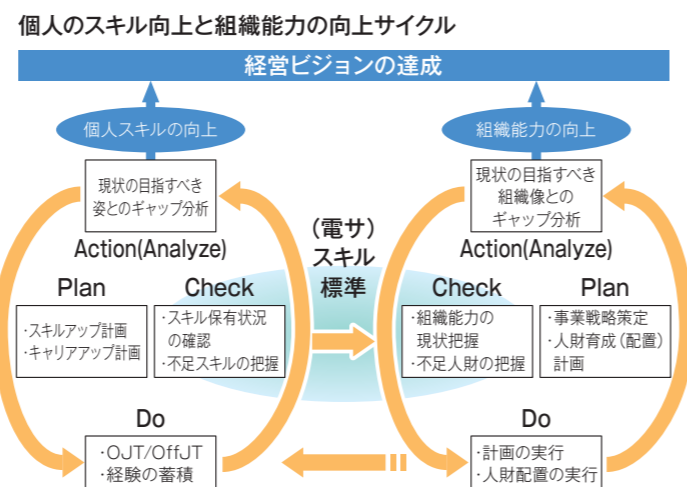 個人のスキル向上と組織能力の向上サイクル
経営ビジョンの達成
個人スキルの向上
組織能力の向上
現状の目指すべき
姿とのギャップ分析
Action(Analyze)
現状の目指すべき
組織像との
ギャップ分析
Action(Analyze)
(電サ)
スキル
標準
Plan
・スキルアップ計画
・キャリアアップ計画
Check
・スキル保有状況
の確認
・不足スキルの把握
Check
・組織能力の
現状把握
・不足人財の把握
Plan
・事業戦略策定
・人財育成(配置)
計画
Do
・OJT/OffJT
・経験の蓄積
Do
・計画の実行
・人財配置の実行